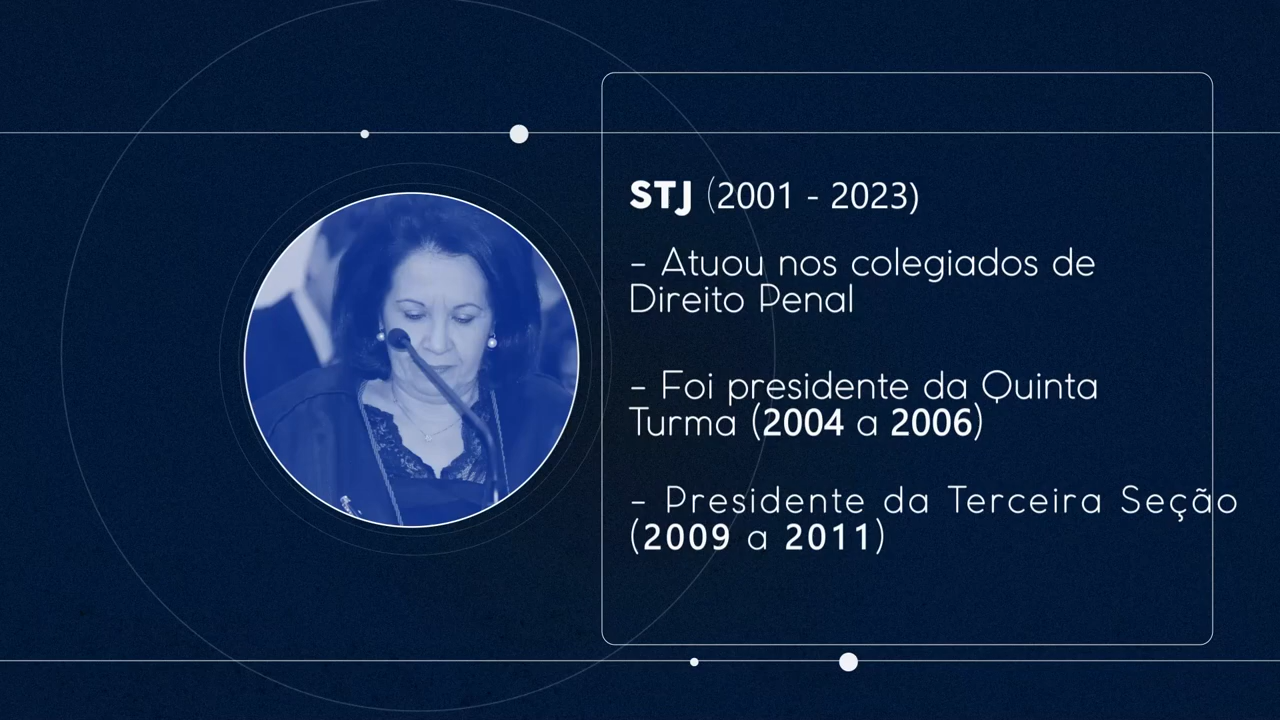 STJ (2001 - 2023)
- Atuou nos colegiados de
Direito Penal
- Foi presidente da Quinta
Turma (2004 a 2006)
- Presidente da Terceira Seção
(2009 a 2011)